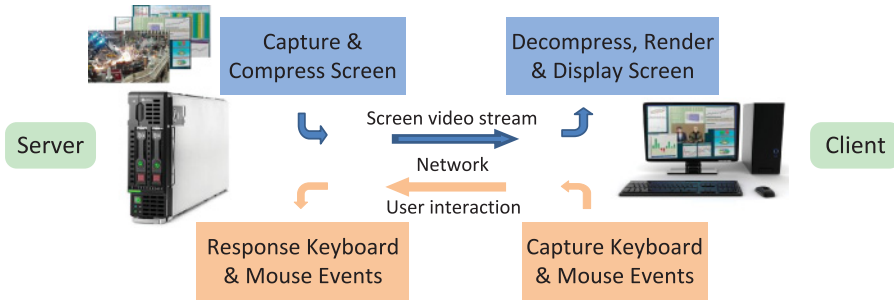 Capture &
Compress Screen
Decompress, Render
& Display Screen
Screen video stream
Server
Client
Network
User interaction
Response Keyboard
& Mouse Events
Capture Keyboard
& Mouse Events